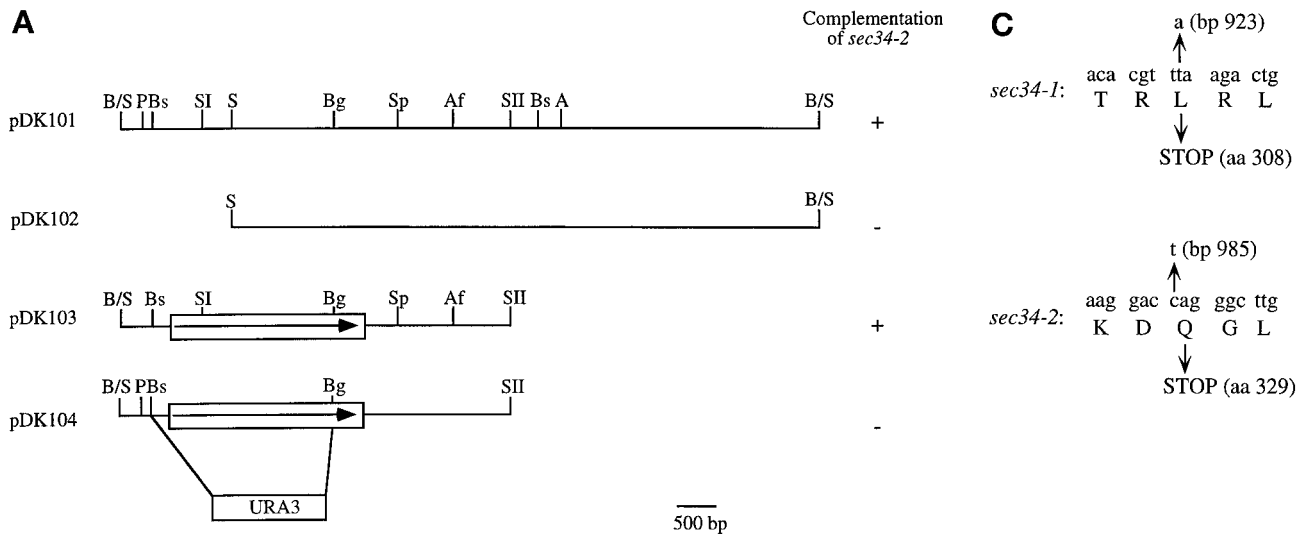 A
Complementation
of sec34-2
pDK101
B/S P Bs SI S Bg Sp Af SII Bs A B/S
+
pDK102
S B/S
-
pDK103
B/S Bs SI Bg Sp Af SII
+
pDK104
B/S P Bs Bg SII
-
URA3
500 bp
C
a (bp 923)
aca cgt tta aga ctg
sec34-1:
T R L R L
STOP (aa 308)
t (bp 985)
aag gac cag ggc ttg
sec34-2:
K D Q G L
STOP (aa 329)